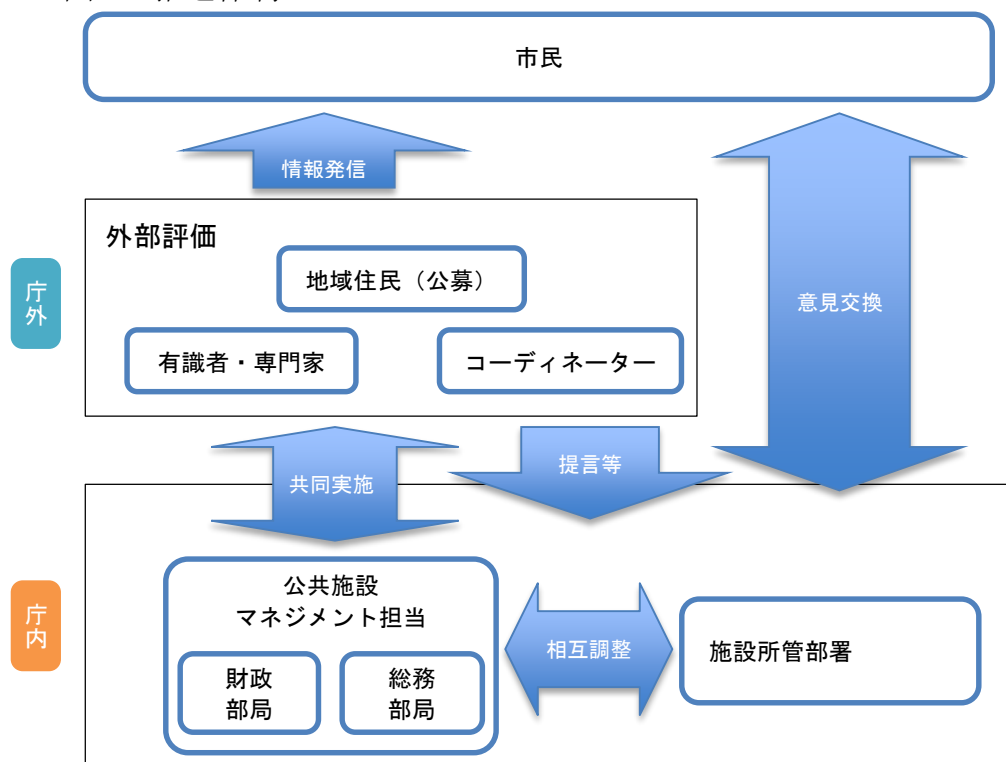 市民
情報発信
外部評価
地域住民（公募）
有識者・専門家
コーディネーター
庁外
意見交換
共同実施
提言等
庁内
公共施設
マネジメント担当
財政
部局
総務
部局
相互調整
施設所管部署